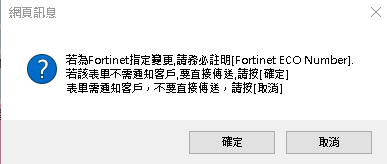 網頁訊息
若為Fortinet指定變更,請務必註明[Fortinet ECO Number].
若該表單不需通知客戶,要直接傳送,請按[確定]
表單需通知客戶，不要直接傳送，請按[取消]
確定
取消